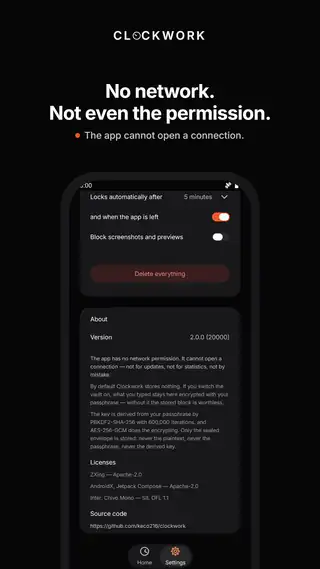 CLOCKWORK
No network.
Not even the permission.
The app cannot open a connection.
5:00
Locks automatically after 5 minutes
and when the app is left
Block screenshots and previews
Delete everything
About
Version 2.0.0 (20000)
The app has no network permission. It cannot open a
connection — not for updates, not for statistics, not by
mistake.
By default Clockwork stores nothing. If you switch the
vault on, what you typed stays here encrypted with your
passphrase — without it the stored block is worthless.
The key is derived from your passphrase by
PBKDF2-SHA-256 with 600,000 iterations, and
AES-256-GCM does the encrypting. Only the sealed
envelope is stored: never the plaintext, never the
passphrase, never the derived key.
Licenses
ZXing — Apache-2.0
AndroidX, Jetpack Compose — Apache-2.0
Inter, Chivo Mono — SIL OFL 1.1
Source code
https://github.com/keco216/clockwork
Home Settings